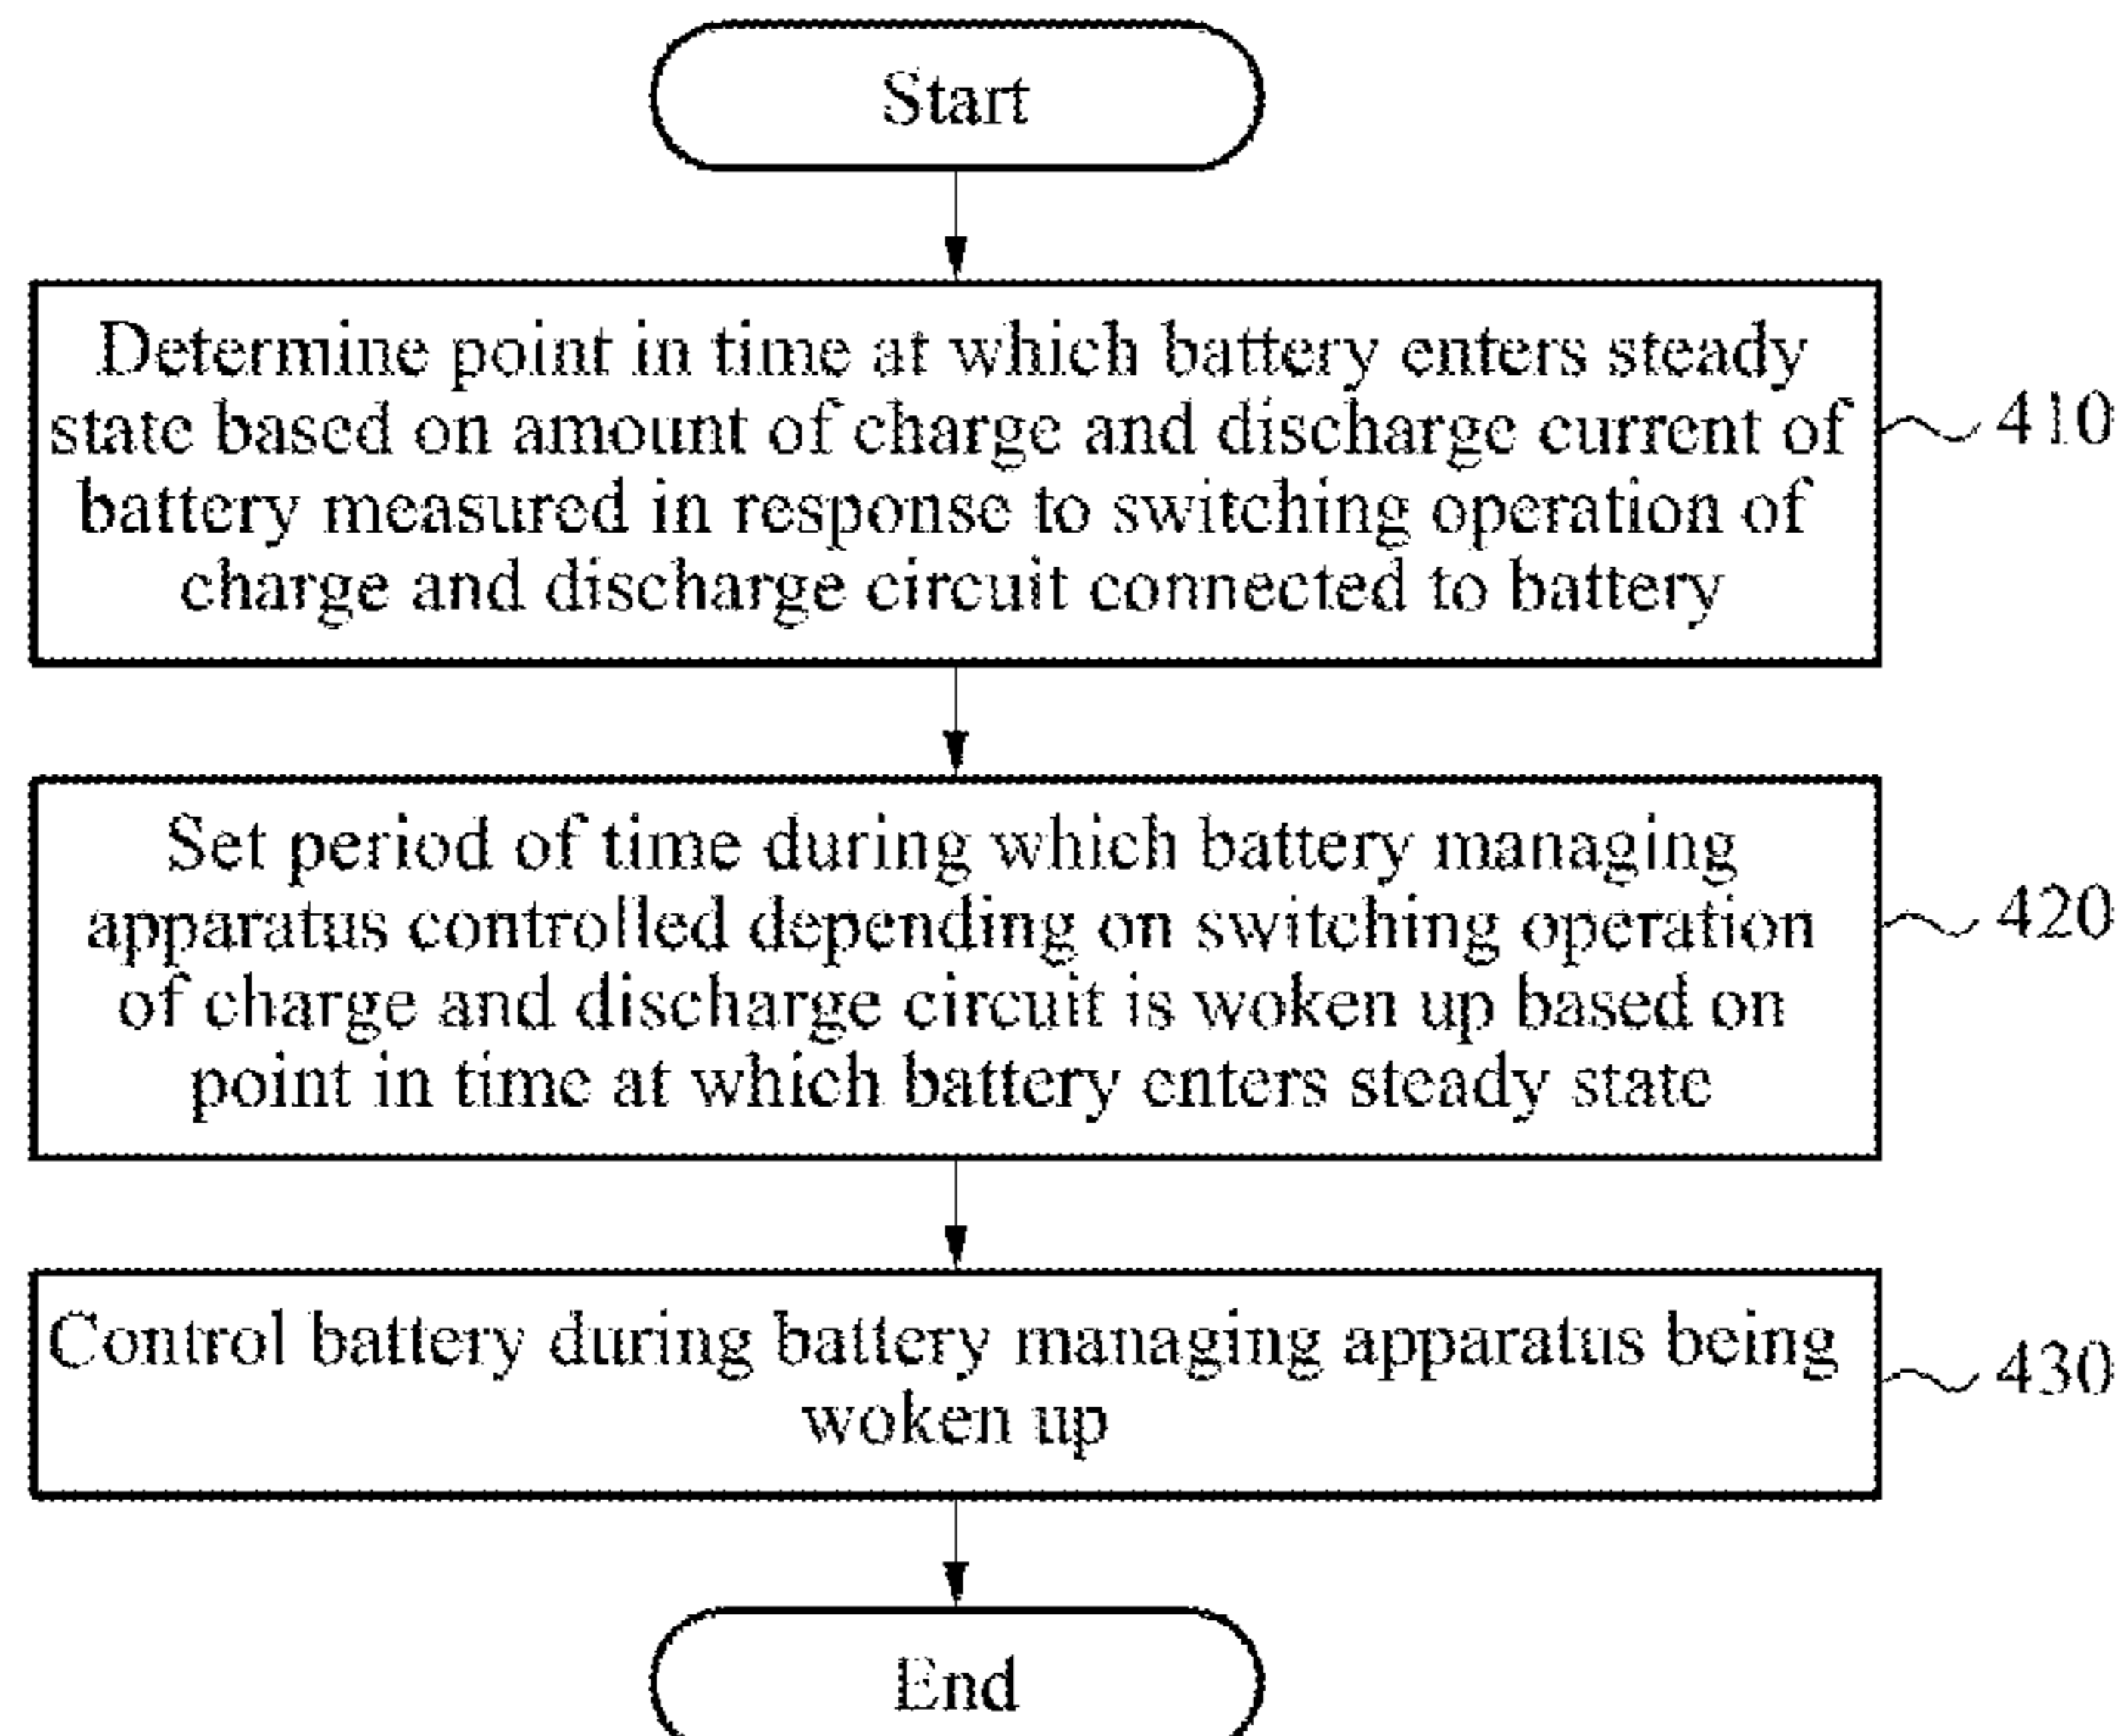 Start
Determine point in time at which battery enters steady
state based on amount of charge and discharge current of
battery measured in response to switching operation of
charge and discharge circuit connected to battery
410
Set period of time during which battery managing
apparatus controlled depending on switching operation
of charge and discharge circuit is woken up based on
point in time at which battery enters steady state
420
Control battery during battery managing apparatus being
woken up
430
End